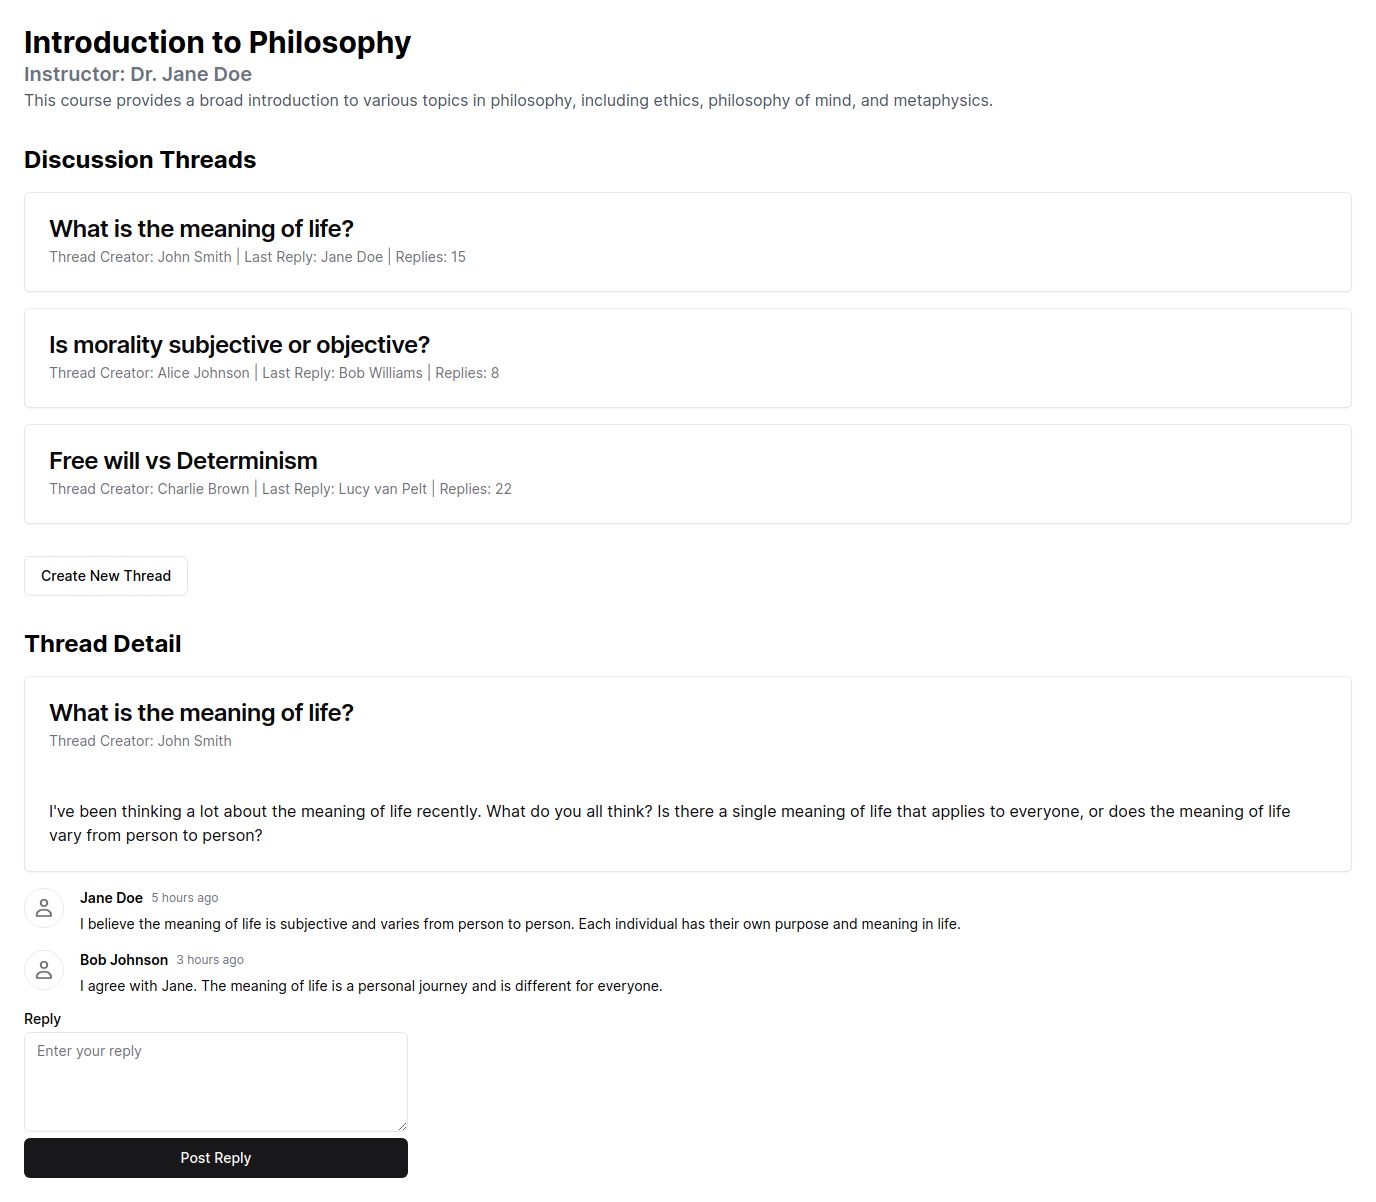 Introduction to Philosophy
Instructor: Dr. Jane Doe
This course provides a broad introduction to various topics in philosophy, including ethics, philosophy of mind, and metaphysics.
Discussion Threads
What is the meaning of life?
Thread Creator: John Smith | Last Reply: Jane Doe | Replies: 15
Is morality subjective or objective?
Thread Creator: Alice Johnson | Last Reply: Bob Williams | Replies: 8
Free will vs Determinism
Thread Creator: Charlie Brown | Last Reply: Lucy van Pelt | Replies: 22
Create New Thread
Thread Detail
What is the meaning of life?
Thread Creator: John Smith
I've been thinking a lot about the meaning of life recently. What do you all think? Is there a single meaning of life that applies to everyone, or does the meaning of life
vary from person to person?
Jane Doe 5 hours ago
I believe the meaning of life is subjective and varies from person to person. Each individual has their own purpose and meaning in life.
Bob Johnson 3 hours ago
I agree with Jane. The meaning of life is a personal journey and is different for everyone.
Reply
Enter your reply
Post Reply